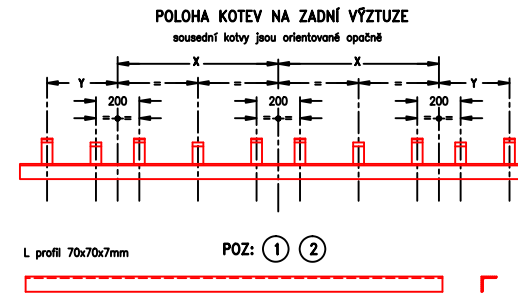 POLOHA KOTEV NA ZADNÍ VÝZTUZE
sousední kotvy jsou orientované opačně
X X
Y = = = = Y
200 200 200
= = = = = =
L profil 70x70x7mm
POZ: 1 2